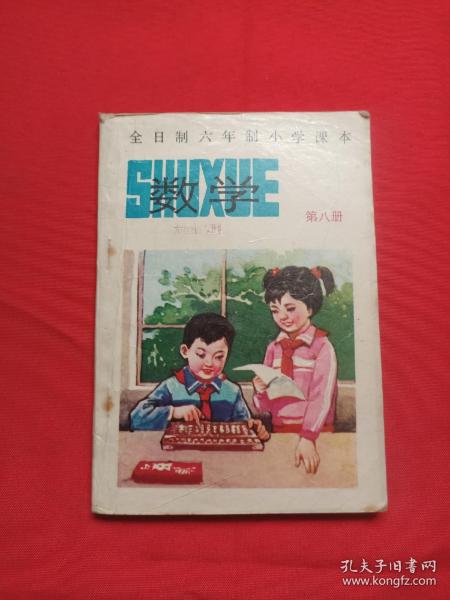 全日制六年制小学课本
SHUXUE
数学
第八册
孔夫子旧书网
www.kongfz.com